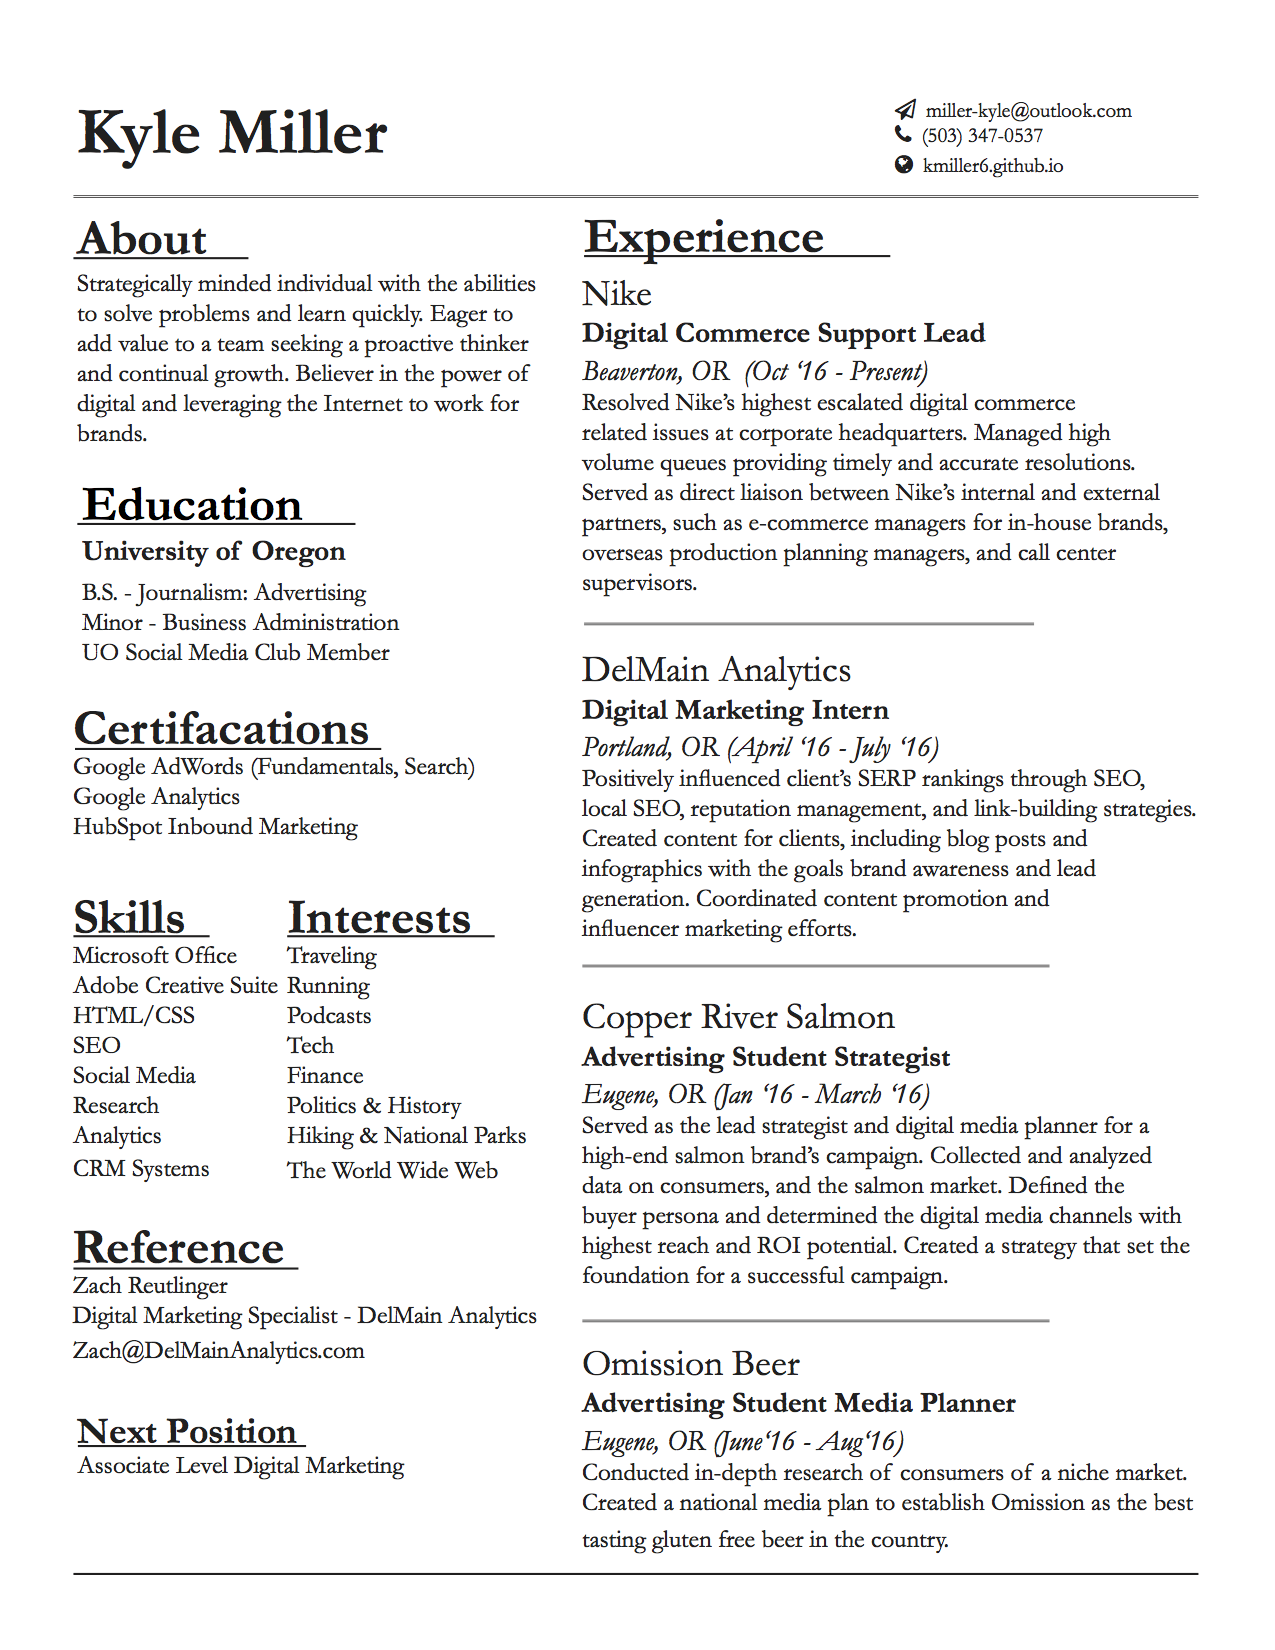 Kyle Miller
miller-kyle@outlook.com
(503) 347-0537
kmiller6.github.io
About
Strategically minded individual with the abilities
to solve problems and learn quickly. Eager to
add value to a team seeking a proactive thinker
and continual growth. Believer in the power of
digital and leveraging the Internet to work for
brands.
Education
University of Oregon
B.S. - Journalism: Advertising
Minor - Business Administration
UO Social Media Club Member
Certifacations
Google AdWords (Fundamentals, Search)
Google Analytics
HubSpot Inbound Marketing
Skills
Microsoft Office
Adobe Creative Suite
HTML/CSS
SEO
Social Media
Research
Analytics
CRM Systems
Interests
Traveling
Running
Podcasts
Tech
Finance
Politics & History
Hiking & National Parks
The World Wide Web
Reference
Zach Reutlinger
Digital Marketing Specialist - DelMain Analytics
Zach@DelMainAnalytics.com
Next Position
Associate Level Digital Marketing
Experience
Nike
Digital Commerce Support Lead
Beaverton, OR (Oct ‘16 - Present)
Resolved Nike’s highest escalated digital commerce
related issues at corporate headquarters. Managed high
volume queues providing timely and accurate resolutions.
Served as direct liaison between Nike’s internal and external
partners, such as e-commerce managers for in-house brands,
overseas production planning managers, and call center
supervisors.
DelMain Analytics
Digital Marketing Intern
Portland, OR (April ‘16 - July ‘16)
Positively influenced client’s SERP rankings through SEO,
local SEO, reputation management, and link-building strategies.
Created content for clients, including blog posts and
infographics with the goals brand awareness and lead
generation. Coordinated content promotion and
influencer marketing efforts.
Copper River Salmon
Advertising Student Strategist
Eugene, OR (Jan ‘16 - March ‘16)
Served as the lead strategist and digital media planner for a
high-end salmon brand’s campaign. Collected and analyzed
data on consumers, and the salmon market. Defined the
buyer persona and determined the digital media channels with
highest reach and ROI potential. Created a strategy that set the
foundation for a successful campaign.
Omission Beer
Advertising Student Media Planner
Eugene, OR (June‘16 - Aug‘16)
Conducted in-depth research of consumers of a niche market.
Created a national media plan to establish Omission as the best
tasting gluten free beer in the country.